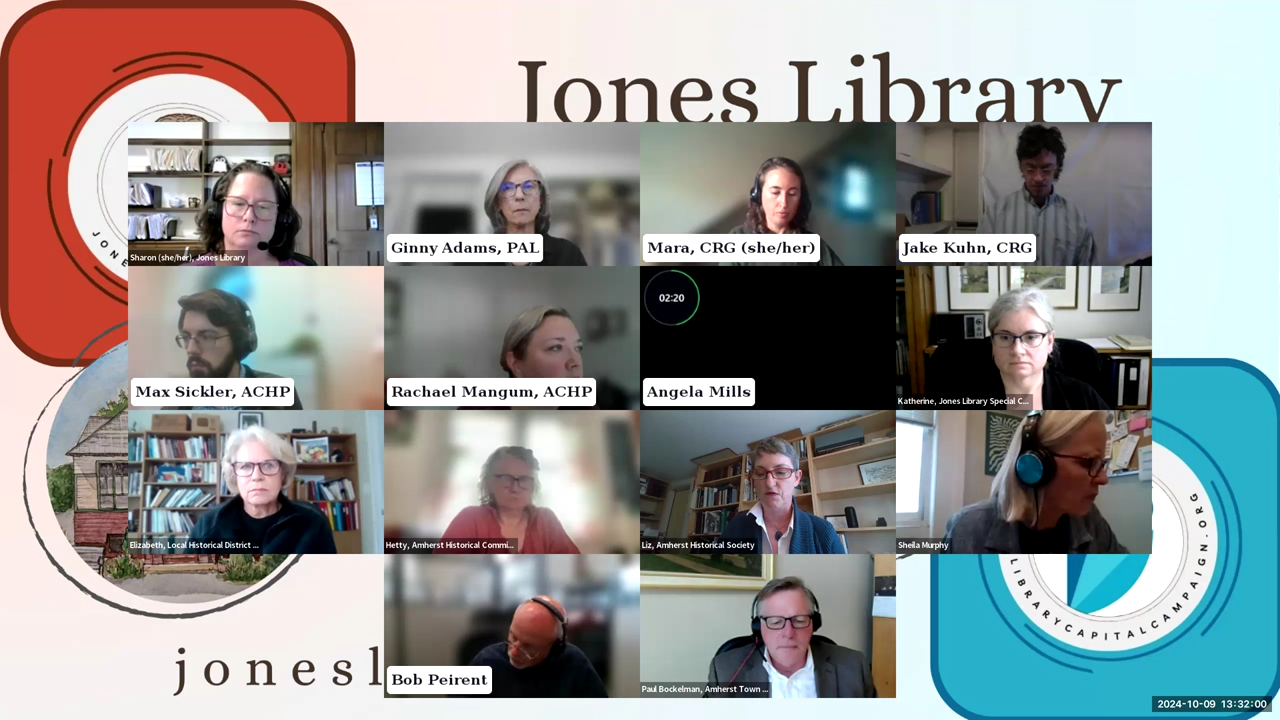 Jones Library
JONE
Sharon (she/her), Jones Library
Ginny Adams, PAL
Mara, CRG (she/her)
Jake Kuhn, CRG
Max Sickler, ACHP
Rachael Mangum, ACHP
02:20
Angela Mills
Katherine, Jones Library Special C...
Elizabeth, Local Historical District ...
Hetty, Amherst Historical Commi...
Liz, Amherst Historical Society
Sheila Murphy
LIBRARYCAPITALCAMPAIGN.ORG
jonesl
Bob Peirent
Paul Bockelman, Amherst Town ...
2024-10-09 13:32:00